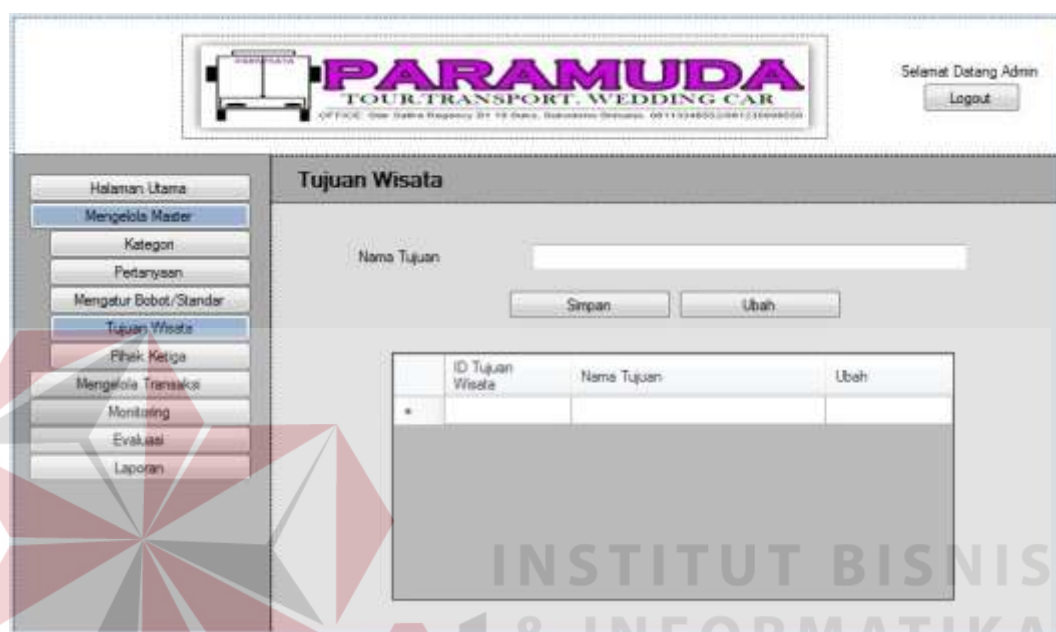 PARAMUDA
TOUR.TRANSPORT. WEDDING CAR
Selamat Datang Admin
Logout
Halaman Utama
Mengelola Master
Kategori
Pertanyaan
Mengatur Bobot/Standar
Tujuan Wisata
Pihak Ketiga
Mengelola Transaksi
Monitoring
Evaluasi
Laporan
Tujuan Wisata
Nama Tujuan
Simpan
Ubah
ID Tujuan Wisata
Nama Tujuan
Ubah
INSTITUT BISNIS
& INFORMATIKA